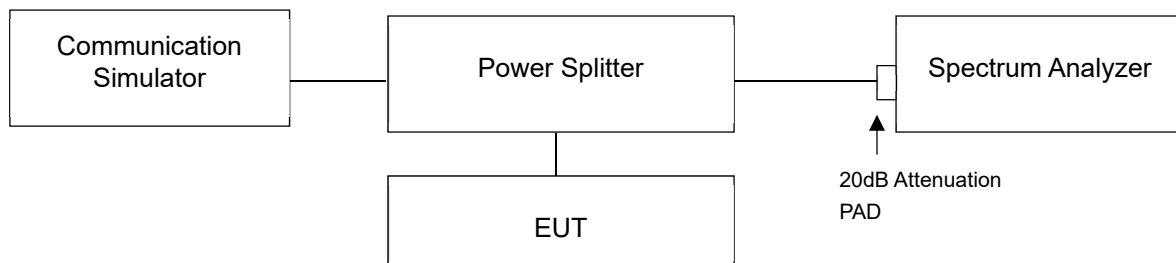 Communication
Simulator
Power Splitter
Spectrum Analyzer
20dB Attenuation
PAD
EUT